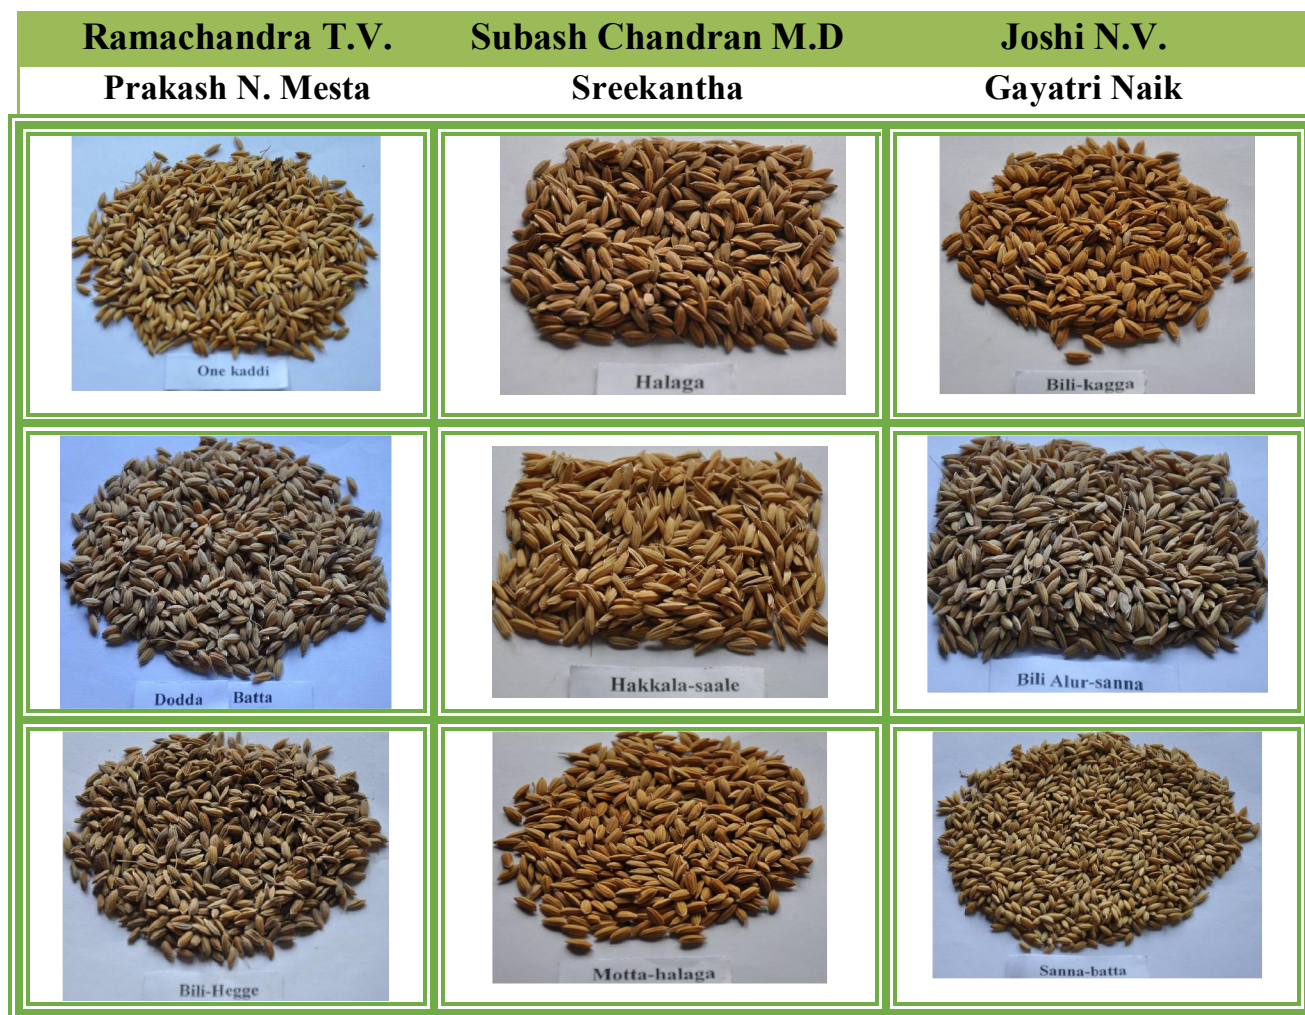 Ramachandra T.V. Subash Chandran M.D Joshi N.V.
Prakash N. Mesta Sreekantha Gayatri Naik
One kaddi
Halaga
Bili-kagga
Dodda Batta
Hakkala-saale
Bili Alur-sanna
Bili-Hegge
Motta-halaga
Sanna-batta